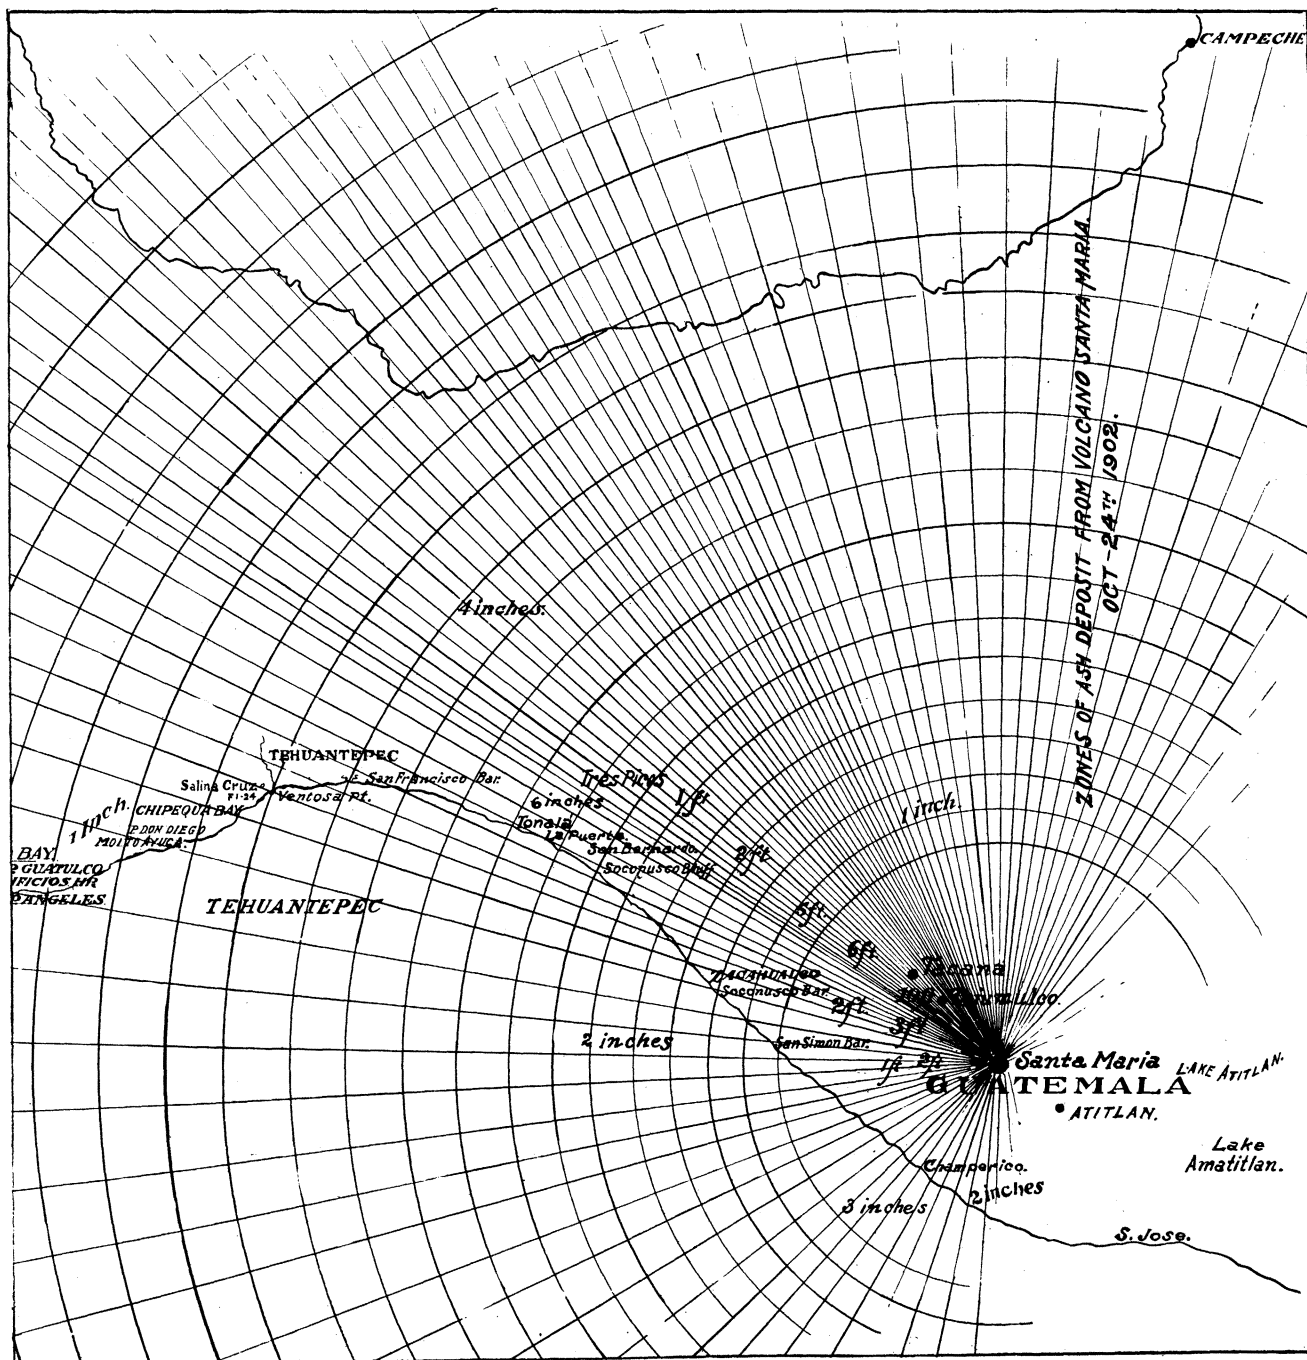 CAMPECHE
ZONES OF ASH DEPOSIT FROM VOLCANO SANTA MARIA.
OCT-24TH 1902.
4 inches.
TEHUANTEPEC
San Francisco Bar.
Tres Picos
Salina Cruz
Ventosa Pt.
6 inches
1 ft
1 inch.
1 Inch.
CHIPEQUA BAY
Tonala
La Puerta.
P. DON DIEGO
San Bernardo.
BAY.
2 ft
GUATULCO
Soconusco Bluff
IFICIOS HR
ANGELES
TEHUANTEPEC
5 ft.
6 ft.
Tacana
Soconusco Bar
2 ft.
3 ft
2 inches
San Simon Bar.
1 ft
2 ft
Santa Maria
LAKE ATITLAN.
GUATEMALA
ATITLAN.
Lake
Amatitlan.
Champerico.
2 inches
3 inches
S. Jose.